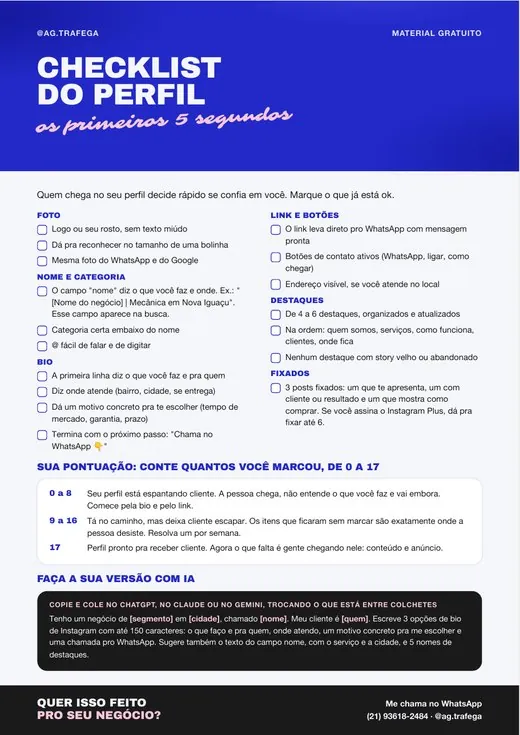 @AG.TRAFEGA
MATERIAL GRATUITO
CHECKLIST
DO PERFIL
os primeiros 5 segundos
Quem chega no seu perfil decide rápido se confia em você. Marque o que já está ok.
FOTO
Logo ou seu rosto, sem texto miúdo
Dá pra reconhecer no tamanho de uma bolinha
Mesma foto do WhatsApp e do Google
NOME E CATEGORIA
O campo "nome" diz o que você faz e onde. Ex.: "
[Nome do negócio] | Mecânica em Nova Iguaçu".
Esse campo aparece na busca.
Categoria certa embaixo do nome
@ fácil de falar e de digitar
BIO
A primeira linha diz o que você faz e pra quem
Diz onde atende (bairro, cidade, se entrega)
Dá um motivo concreto pra te escolher (tempo de
mercado, garantia, prazo)
Termina com o próximo passo: "Chama no
WhatsApp 👇"
LINK E BOTÕES
O link leva direto pro WhatsApp com mensagem
pronta
Botões de contato ativos (WhatsApp, ligar, como
chegar)
Endereço visível, se você atende no local
DESTAQUES
De 4 a 6 destaques, organizados e atualizados
Na ordem: quem somos, serviços, como funciona,
clientes, onde fica
Nenhum destaque com story velho ou abandonado
FIXADOS
3 posts fixados: um que te apresenta, um com
cliente ou resultado e um que mostra como
comprar. Se você assina o Instagram Plus, dá pra
fixar até 6.
SUA PONTUAÇÃO: CONTE QUANTOS VOCÊ MARCOU, DE 0 A 17
0 a 8 Seu perfil está espantando cliente. A pessoa chega, não entende o que você faz e vai embora.
Comece pela bio e pelo link.
9 a 16 Tá no caminho, mas deixa cliente escapar. Os itens que ficaram sem marcar são exatamente onde a
pessoa desiste. Resolva um por semana.
17 Perfil pronto pra receber cliente. Agora o que falta é gente chegando nele: conteúdo e anúncio.
FAÇA A SUA VERSÃO COM IA
COPIE E COLE NO CHATGPT, NO CLAUDE OU NO GEMINI, TROCANDO O QUE ESTÁ ENTRE COLCHETES
Tenho um negócio de [segmento] em [cidade], chamado [nome]. Meu cliente é [quem]. Escreve 3 opções de bio
de Instagram com até 150 caracteres: o que faço e pra quem, onde atendo, um motivo concreto pra me escolher e
uma chamada pro WhatsApp. Sugere também o texto do campo nome, com o serviço e a cidade, e 5 nomes de
destaques.
QUER ISSO FEITO
PRO SEU NEGÓCIO?
Me chama no WhatsApp
(21) 93618-2484 · @ag.trafega